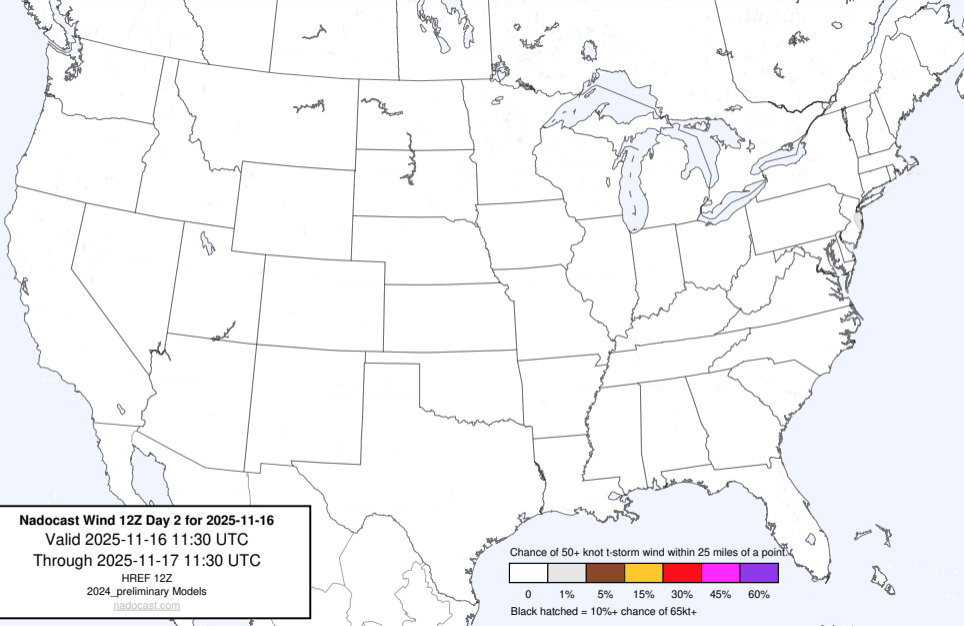 Nadocast Wind 12Z Day 2 for 2025-11-16
Valid 2025-11-16 11:30 UTC
Through 2025-11-17 11:30 UTC
HREF 12Z
2024_preliminary Models
nadocast.com
Chance of 50+ knot t-storm wind within 25 miles of a point.
0 1% 5% 15% 30% 45% 60%
Black hatched = 10%+ chance of 65kt+